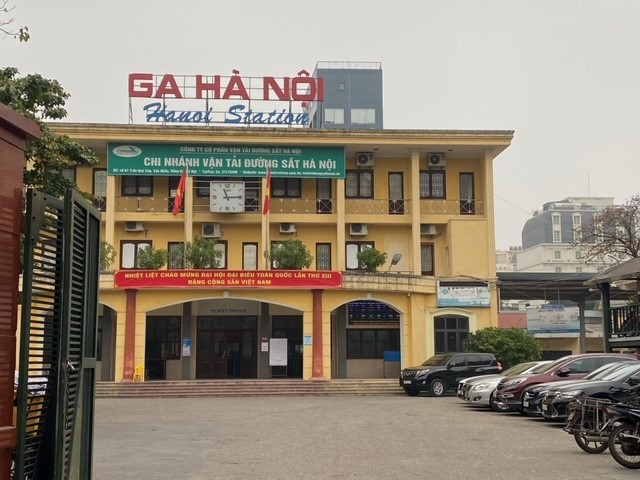 GA HÀ NỘI
Hanoi Station
CÔNG TY CỔ PHẦN VẬN TẢI ĐƯỜNG SẮT HÀ NỘI
CHI NHÁNH VẬN TẢI ĐƯỜNG SẮT HÀ NỘI
NHIỆT LIỆT CHÀO MỪNG ĐẠI HỘI ĐẠI BIỂU TOÀN QUỐC LẦN THỨ XIII
ĐẢNG CỘNG SẢN VIỆT NAM
TICKET OFFICE